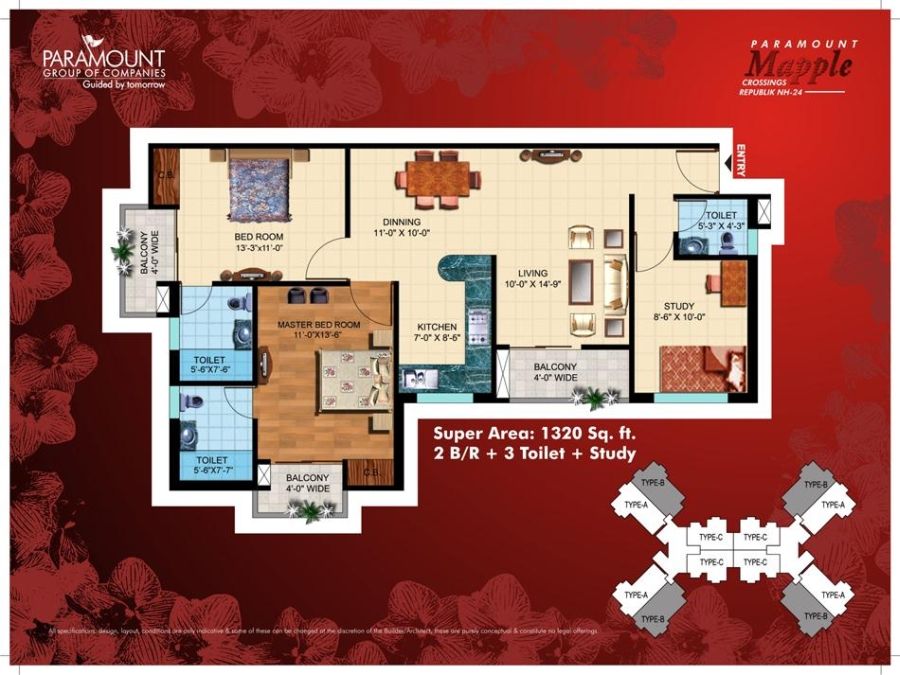 PARAMOUNT
GROUP OF COMPANIES
Guided by tomorrow
PARAMOUNT
Mapple
CROSSINGS
REPUBLIK NH-24
ENTRY
C.B.
BED ROOM
13'-3"x11'-0"
BALCONY
4'-0" WIDE
DINNING
11'-0" X 10'-0"
TOILET
5'-3" X 4'-3"
LIVING
10'-0" X 14'-9"
STUDY
8'-6" X 10'-0"
KITCHEN
7'-0" X 8'-6"
MASTER BED ROOM
11'-0"X13'-6"
TOILET
5'-6"X7'-6"
BALCONY
4'-0" WIDE
TOILET
5'-6"X7'-7"
C.B.
BALCONY
4'-0" WIDE
Super Area: 1320 Sq. ft.
2 B/R + 3 Toilet + Study
TYPE-B
TYPE-A
TYPE-B
TYPE-A
TYPE-C
TYPE-C
TYPE-C
TYPE-C
TYPE-A
TYPE-B
TYPE-A
TYPE-B
All specifications, design, layout, conditions are only indicative & some of these can be changed at the discretion of the Builder/Architect, these are purely conceptual & constitute no legal offerings.